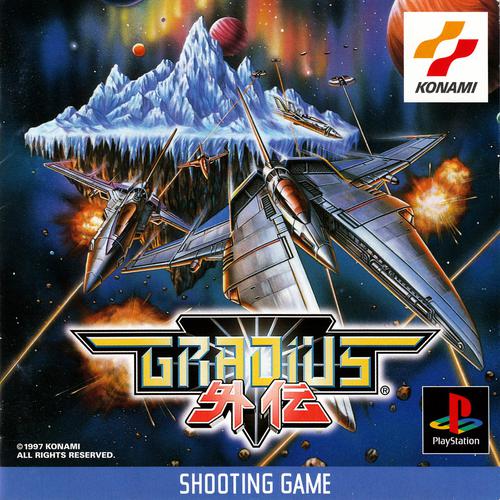 KONAMI
GRADIUS®
外伝
©1997 KONAMI
ALL RIGHTS RESERVED.
PlayStation
SHOOTING GAME